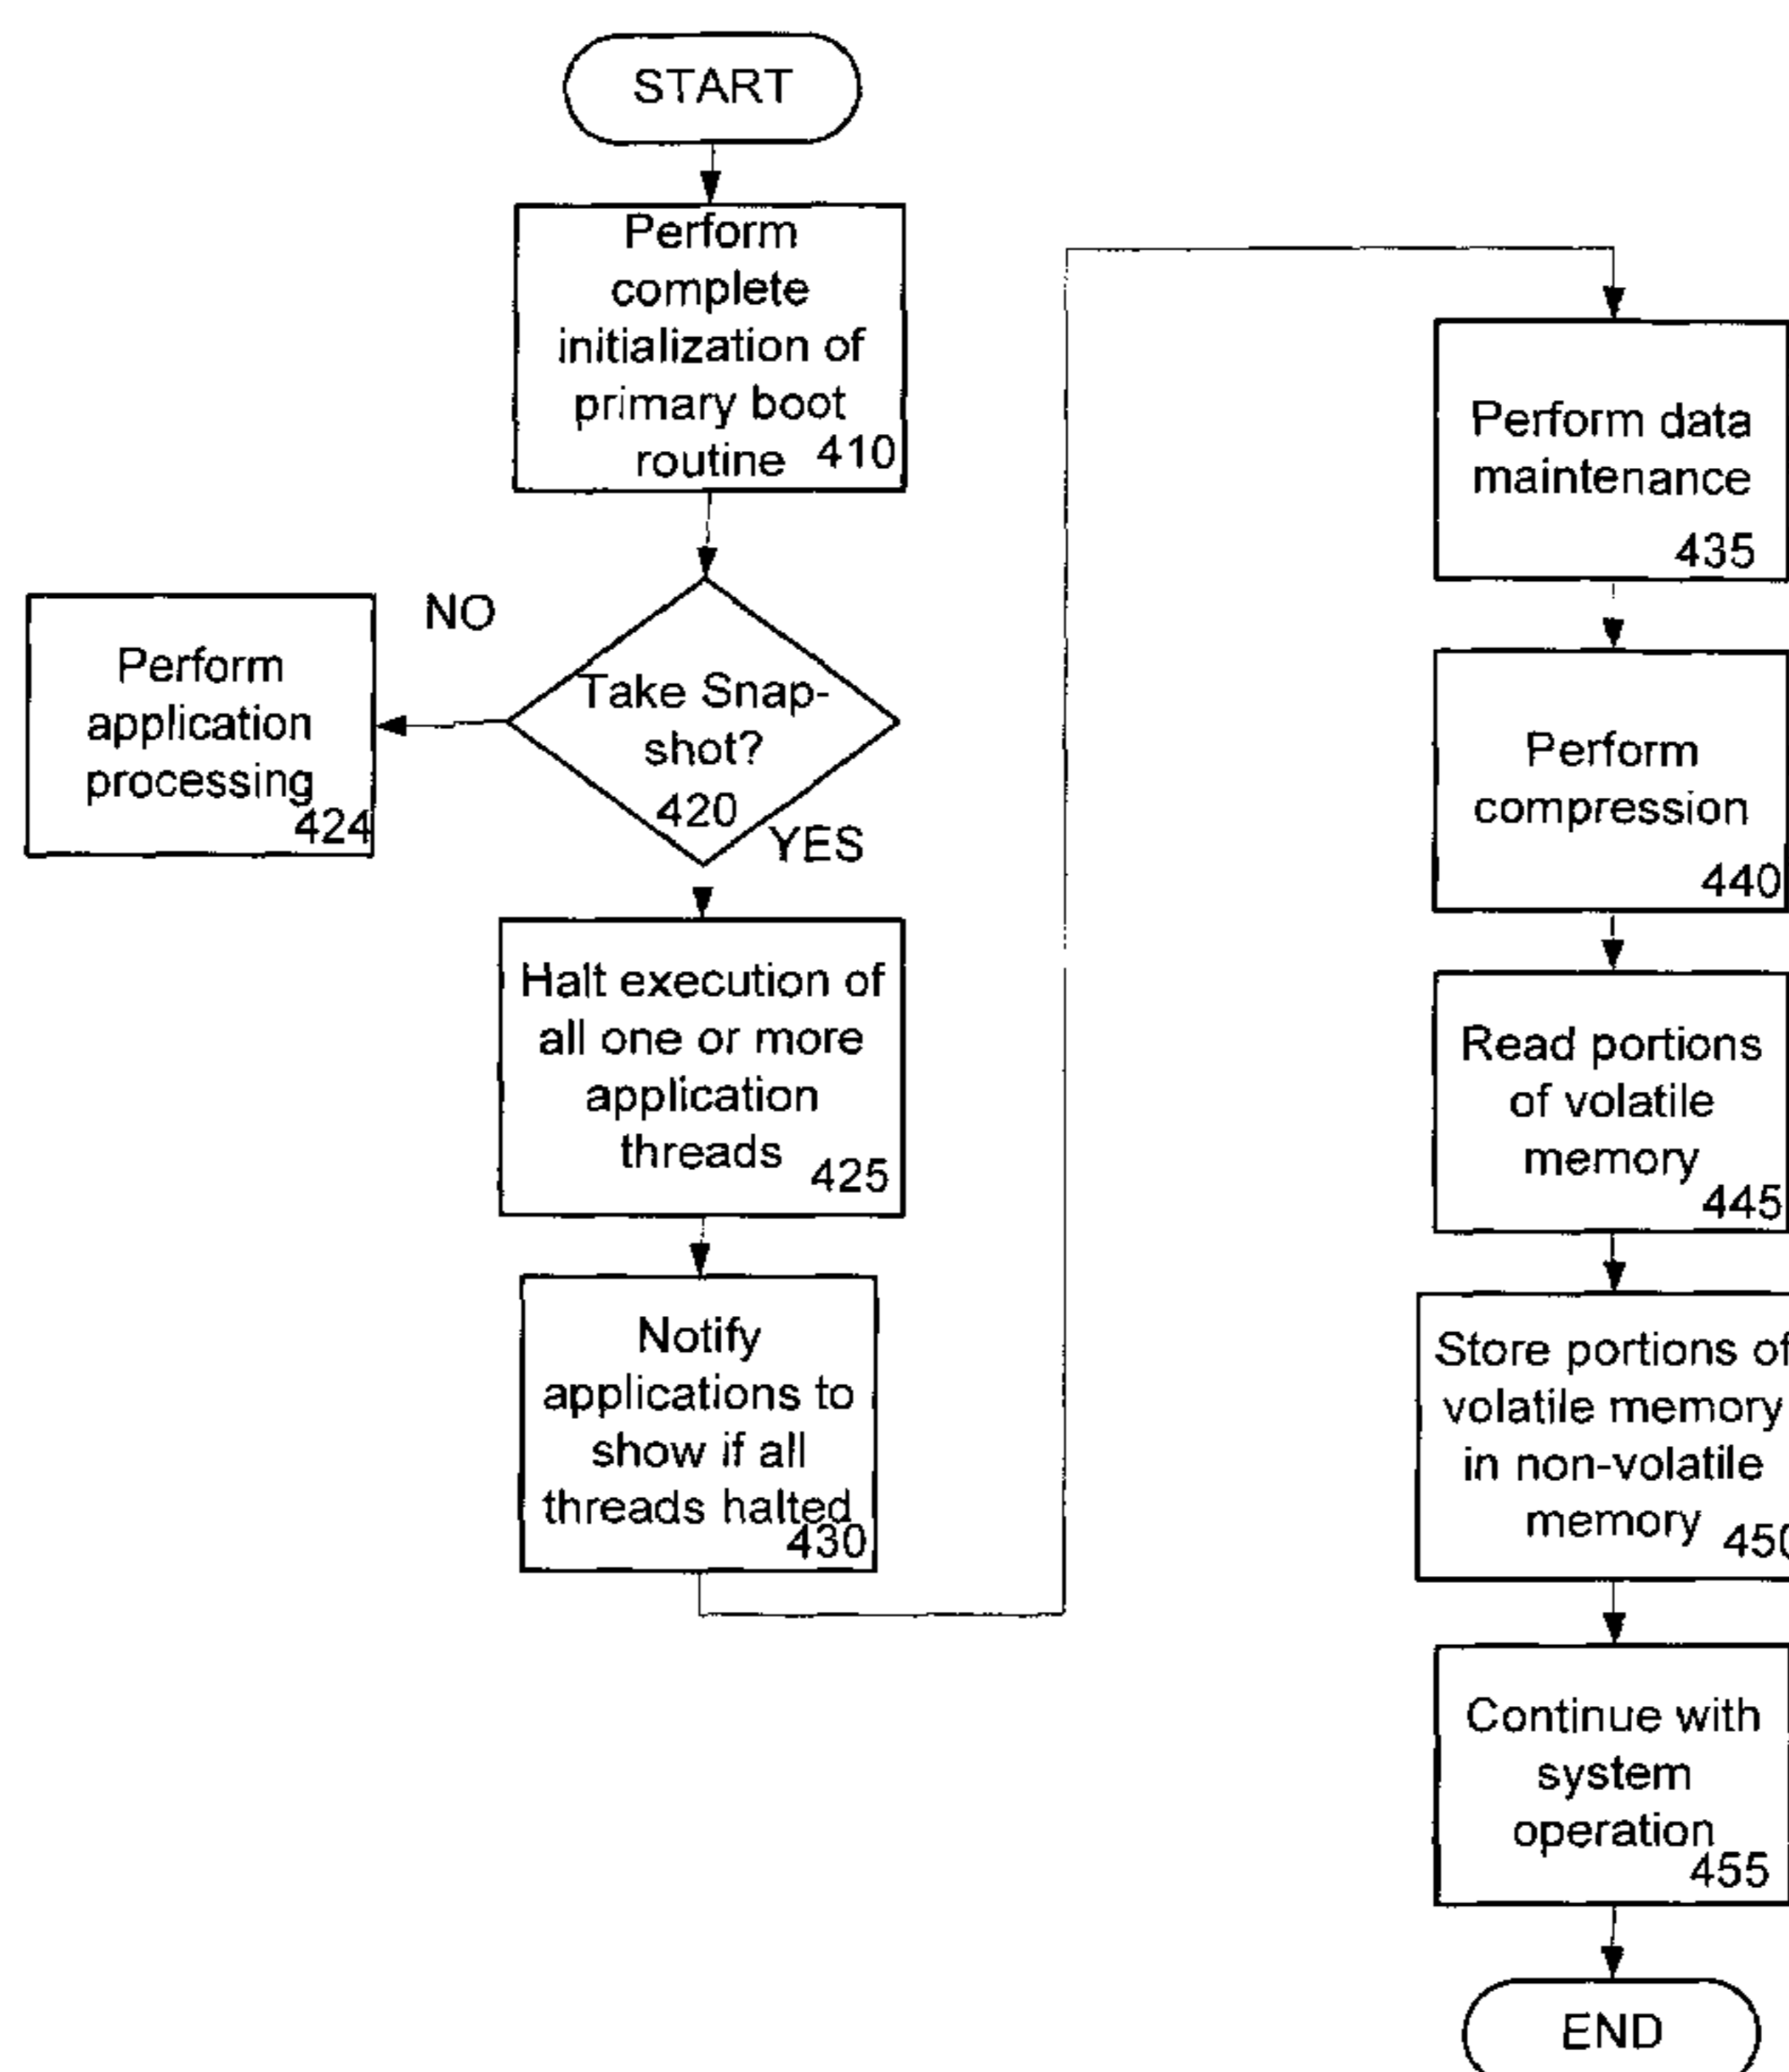 START
Perform
complete
initialization of
primary boot
routine 410
NO
Take Snap-
shot?
420
YES
Perform
application
processing
424
Halt execution of
all one or more
application
threads
425
Notify
applications to
show if all
threads halted
430
Perform data
maintenance
435
Perform
compression
440
Read portions
of volatile
memory
445
Store portions of
volatile memory
in non-volatile
memory 450
Continue with
system
operation
455
END